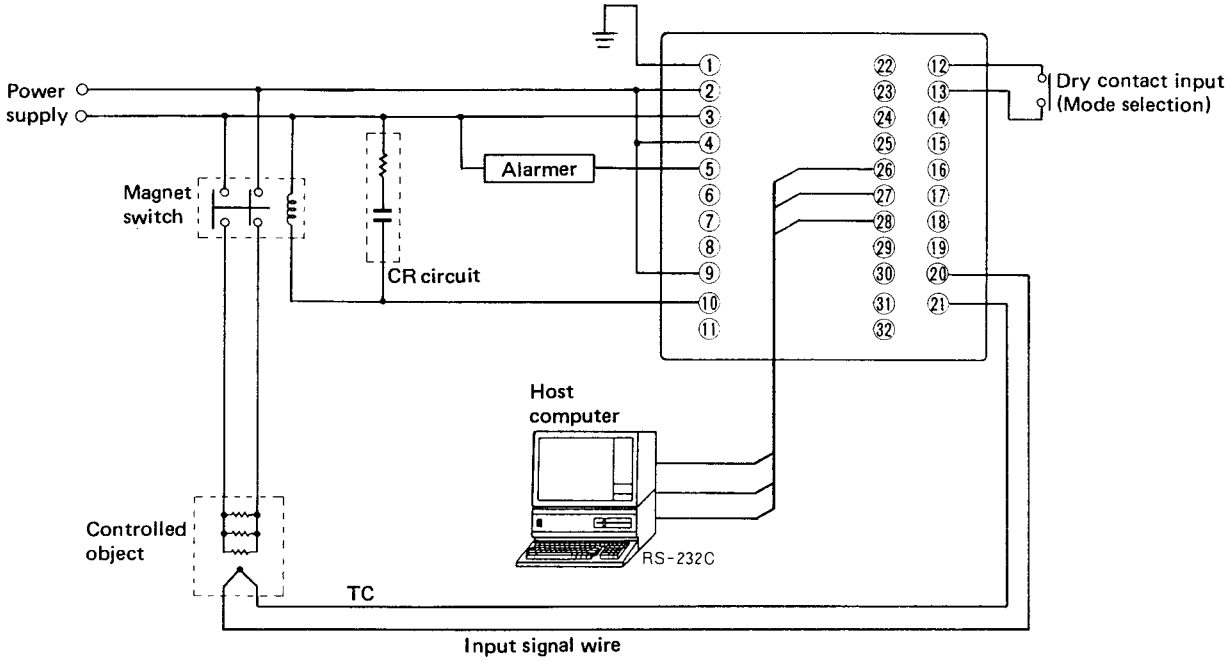 Power
supply
Magnet
switch
CR circuit
Alarmer
① ㉒ ⑫
② ㉓ ⑬
③ ㉔ ⑭
④ ㉕ ⑮
⑤ ㉖ ⑯
⑥ ㉗ ⑰
⑦ ㉘ ⑱
⑧ ㉙ ⑲
⑨ ㉚ ⑳
⑩ ㉛ ㉑
⑪ ㉜
Dry contact input
(Mode selection)
Host
computer
RS-232C
Controlled
object
TC
Input signal wire